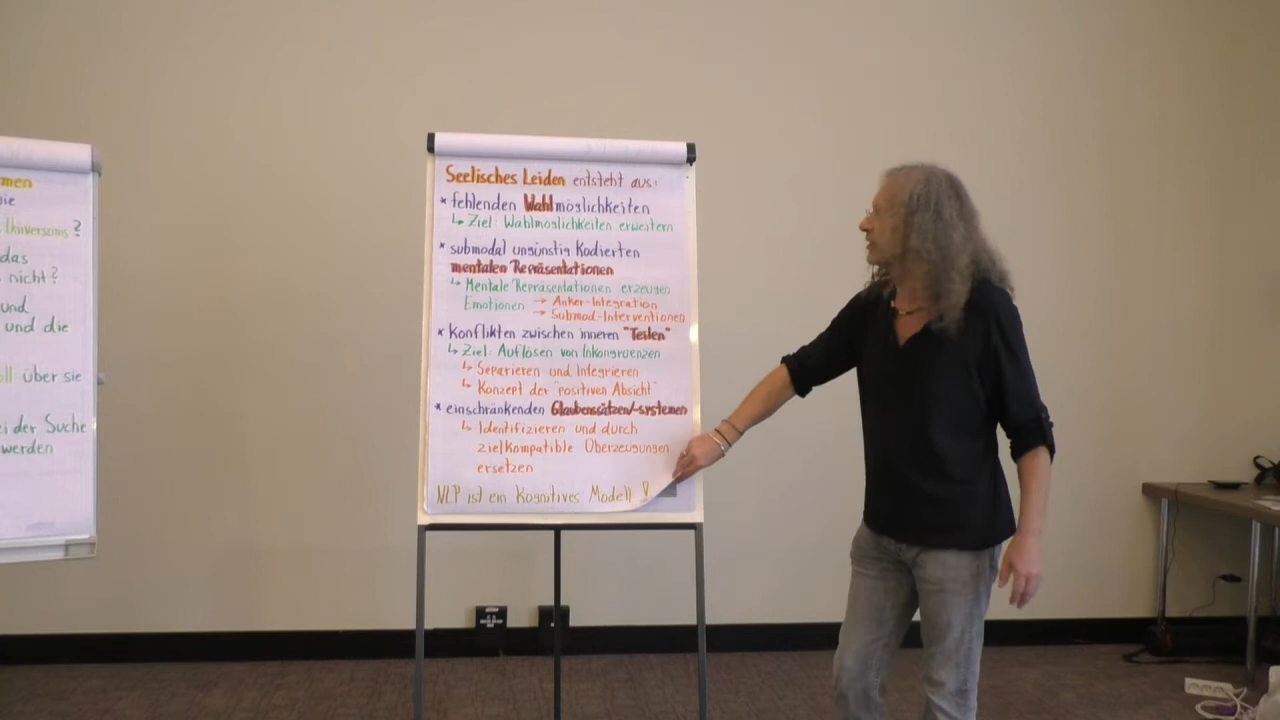 men
ie
Universums?
das
nicht?
und
und die
oll über sie
ei der Suche
werden
Seelisches Leiden entsteht aus:
* fehlenden Wahlmöglichkeiten
↳ Ziel: Wahlmöglichkeiten erweitern
* submodal ungünstig Kodierten
mentalen Repräsentationen
↳ Mentale Repräsentationen erzeugen
Emotionen → Anker-Integration
→ Submod-Interventionen
* Konflikten zwischen inneren "Teilen"
↳ Ziel: Auflösen von Inkongruenzen
↳ Separieren und Integrieren
↳ Konzept der "positiven Absicht"
* einschränkenden Glaubenssätzen/-systemen
↳ Identifizieren und durch
zielkompatible Überzeugungen
ersetzen
NLP ist ein Kognitives Modell!